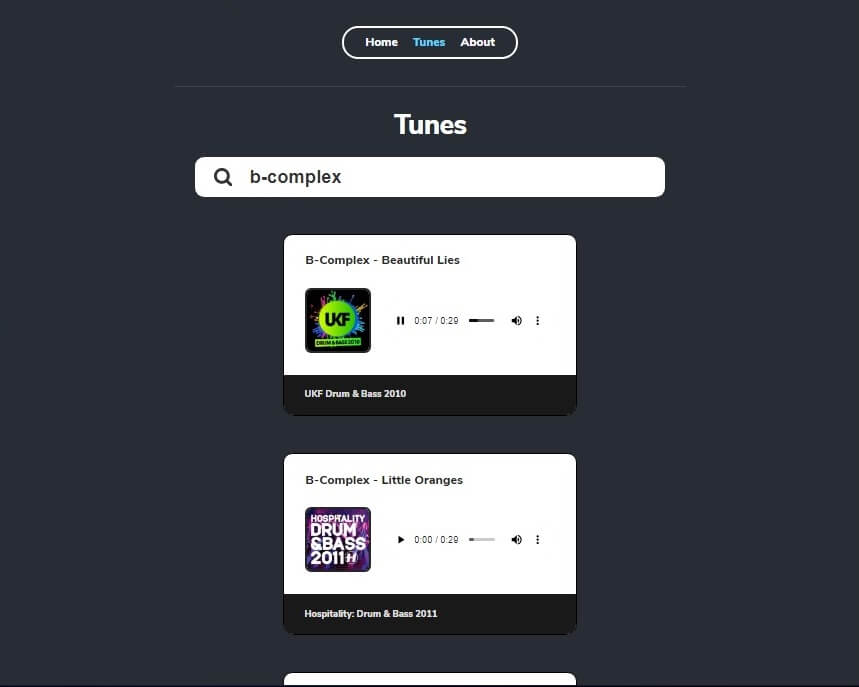 Home Tunes About
Tunes
b-complex
B-Complex - Beautiful Lies
UKF
DRUM & BASS 2010
0:07 / 0:29
UKF Drum & Bass 2010
B-Complex - Little Oranges
HOSPITALITY
DRUM
&BASS
2011
0:00 / 0:29
Hospitality: Drum & Bass 2011